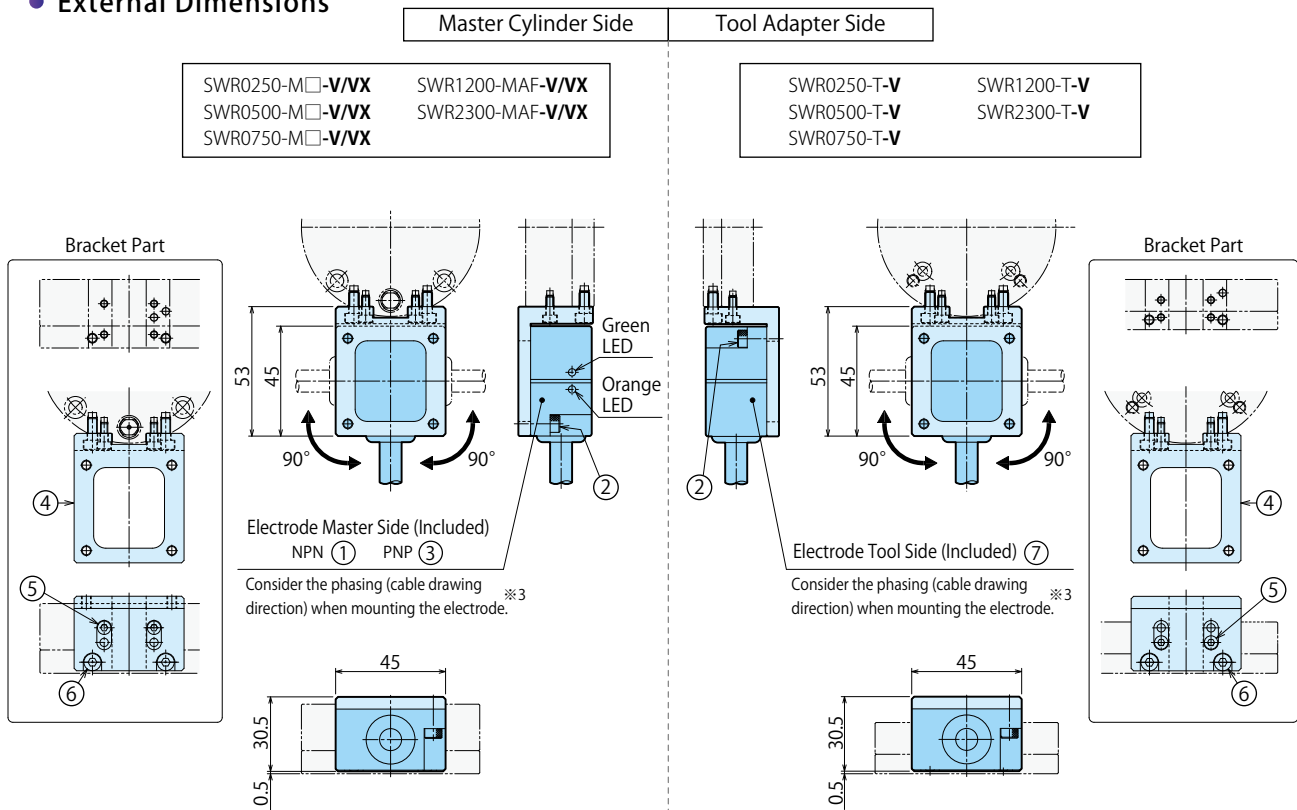 ● External Dimensions
Master Cylinder Side
Tool Adapter Side
SWR0250-M□-V/VX
SWR1200-MAF-V/VX
SWR0500-M□-V/VX
SWR2300-MAF-V/VX
SWR0750-M□-V/VX
SWR0250-T-V
SWR1200-T-V
SWR0500-T-V
SWR2300-T-V
SWR0750-T-V
Bracket Part
④
⑤
⑥
53
45
90°
90°
Green
LED
Orange
LED
②
Electrode Master Side (Included)
NPN ① PNP ③
Consider the phasing (cable drawing
direction) when mounting the electrode.※3
45
30.5
0.5
②
53
45
90°
90°
Electrode Tool Side (Included) ⑦
Consider the phasing (cable drawing
direction) when mounting the electrode.※3
45
30.5
0.5
Bracket Part
④
⑤
⑥